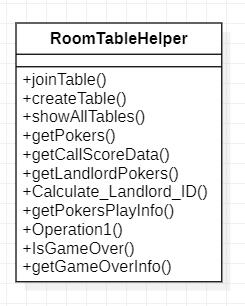 RoomTableHelper
+joinTable()
+createTable()
+showAllTables()
+getPokers()
+getCallScoreData()
+getLandlordPokers()
+Calculate_Landlord_ID()
+getPokersPlayInfo()
+Operation1()
+IsGameOver()
+getGameOverInfo()